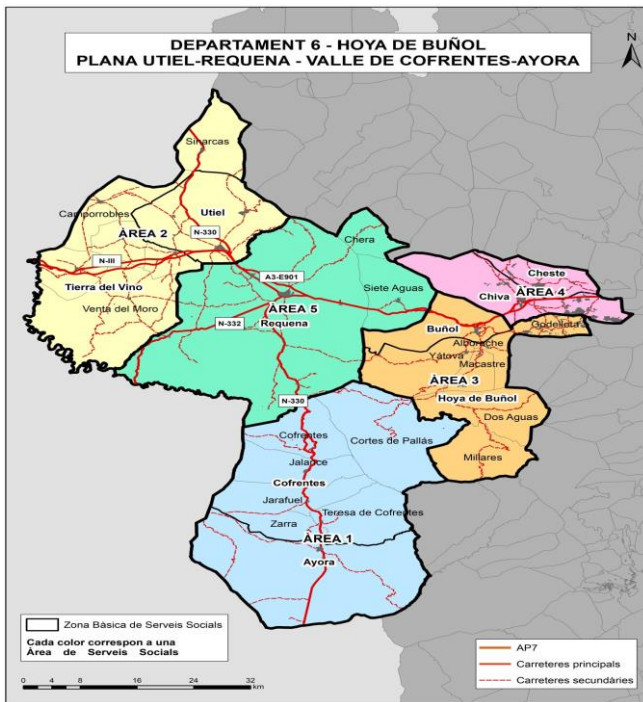 DEPARTAMENT 6 - HOYA DE BUÑOL
PLANA UTIEL-REQUENA - VALLE DE COFRENTES-AYORA
N
Sinarcas
Camporrobles
Utiel
N-330
ÀREA 2
Chera
N-III
A3-E901
Cheste
Tierra del Vino
Siete Aguas
ÀREA 4
Chiva
Venta del Moro
ÀREA 5
Requena
N-332
Buñol
Godelleta
Alborache
Yátova
Macastre
ÀREA 3
N-330
Hoya de Buñol
Dos Aguas
Cofrentes
Cortes de Pallás
Jalance
Millares
Cofrentes
Jarafuel
Teresa de Cofrentes
Zarra
ÀREA 1
Ayora
Zona Bàsica de Serveis Socials
Cada color correspon a una
Àrea de Serveis Socials
AP7
Carreteres principals
Carreteres secundàries
0 4 8 16 24 32
km